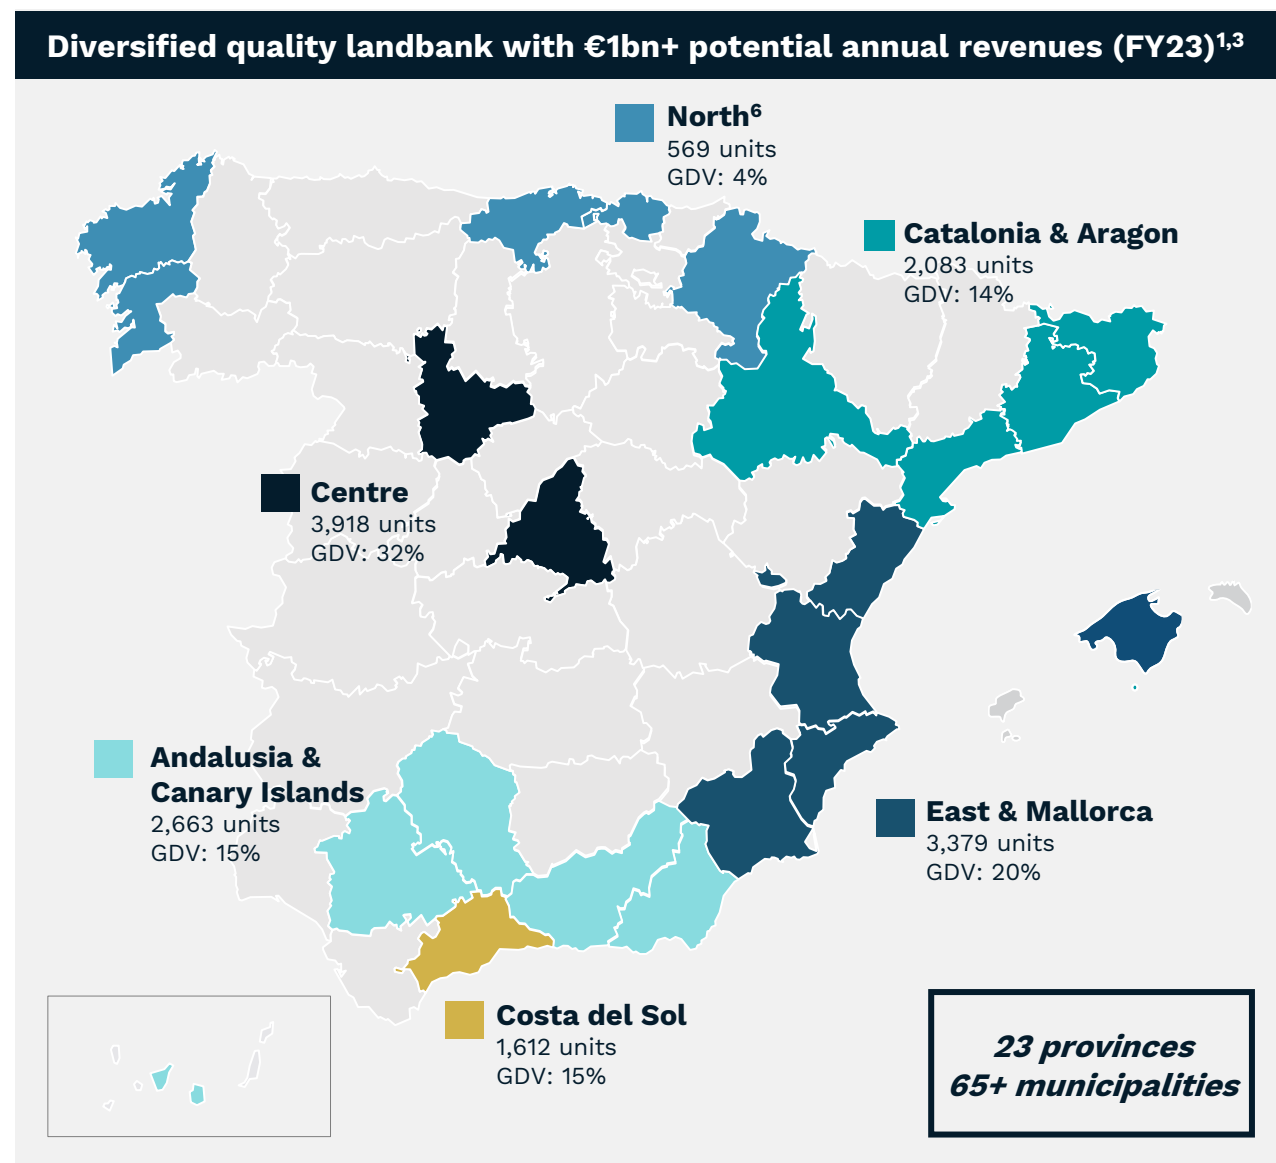 Diversified quality landbank with €1bn+ potential annual revenues (FY23)¹,³
North⁶
569 units
GDV: 4%
Catalonia & Aragon
2,083 units
GDV: 14%
Centre
3,918 units
GDV: 32%
Andalusia &
Canary Islands
2,663 units
GDV: 15%
East & Mallorca
3,379 units
GDV: 20%
Costa del Sol
1,612 units
GDV: 15%
23 provinces
65+ municipalities